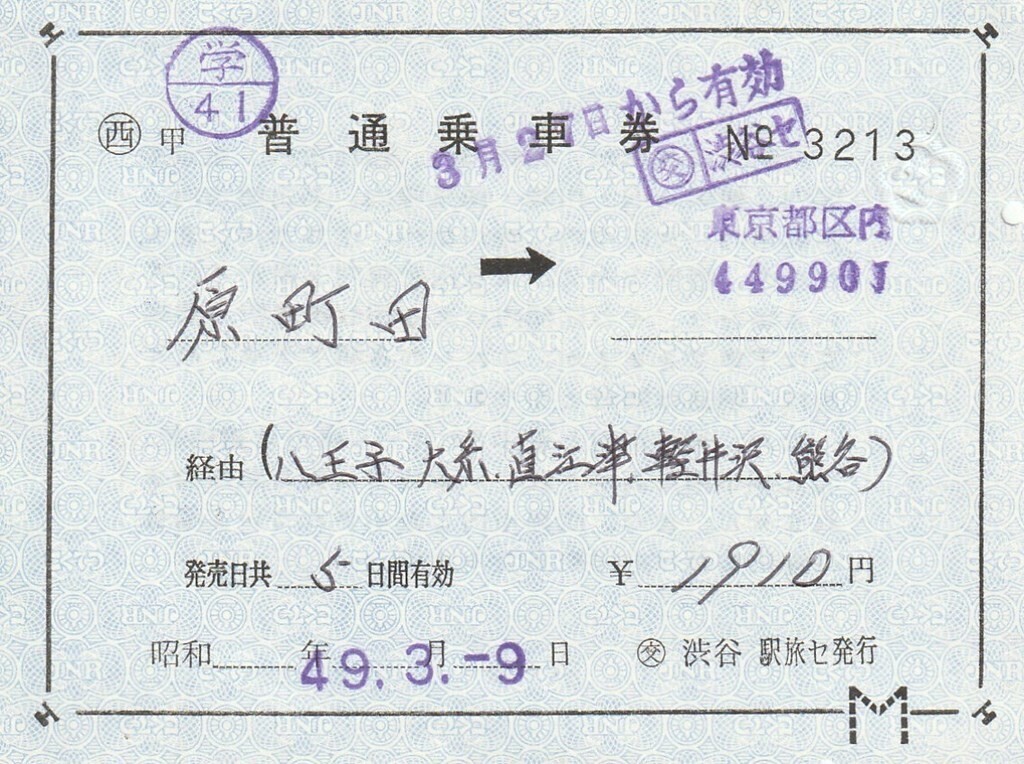 学
41
3月2 日から有効
㊄ 渋谷セ
西 甲 普通乗車券 № 3213
東京都区内
449907
原町田 →
経由 (八王子 大糸.直江津.軽井沢.熊谷)
発売日共 5 日間有効 ¥ 1910 円
昭和 年 月 日
49.3.-9
交 渋谷 駅旅セ発行
M